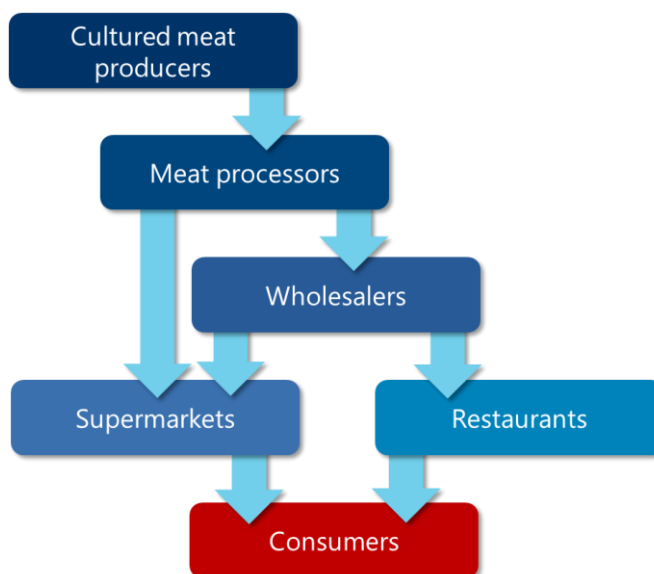 Cultured meat
producers
Meat processors
Wholesalers
Supermarkets
Restaurants
Consumers